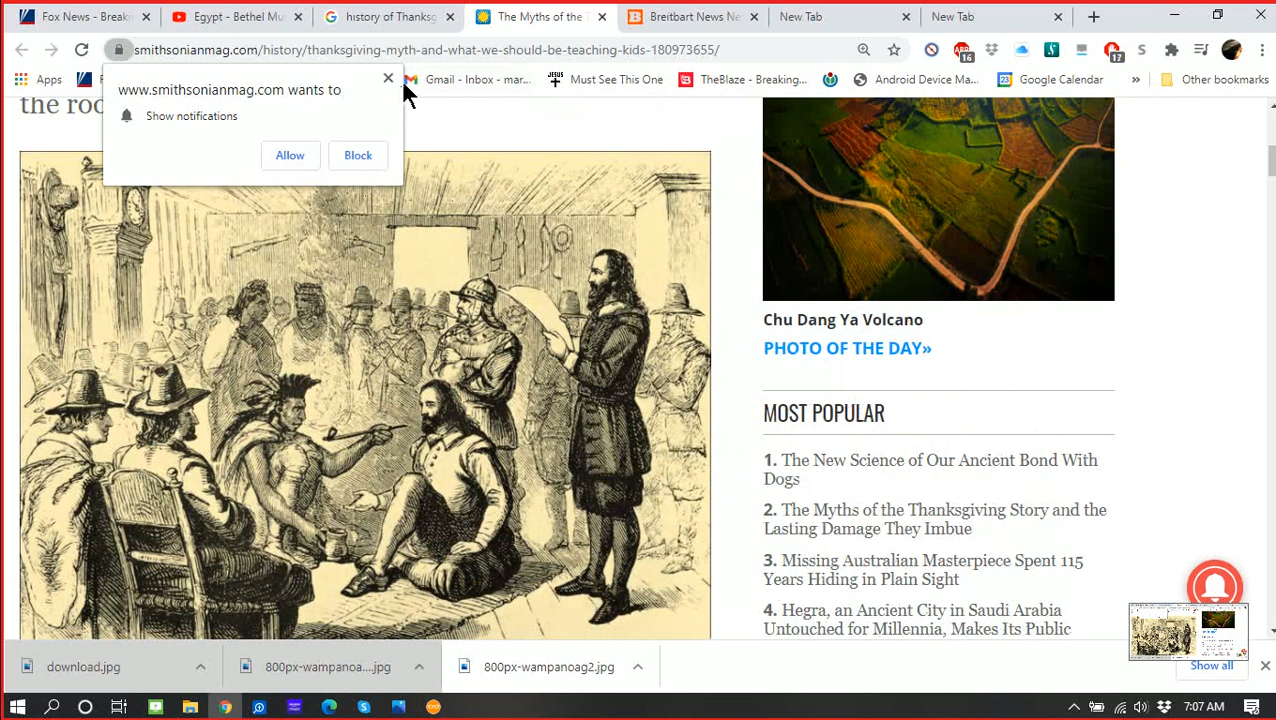 Fox News - Breakin
Egypt - Bethel Mu
history of Thanksg
The Myths of the T
Breitbart News Ne
New Tab
New Tab
smithsonianmag.com/history/thanksgiving-myth-and-what-we-should-be-teaching-kids-180973655/
16
S
17
Apps
F
Gmail - Inbox - mar...
Must See This One
TheBlaze - Breaking...
Android Device Ma...
Google Calendar
»
Other bookmarks
www.smithsonianmag.com wants to
Show notifications
Allow
Block
the roo
Chu Dang Ya Volcano
PHOTO OF THE DAY»
MOST POPULAR
1. The New Science of Our Ancient Bond With
Dogs
2. The Myths of the Thanksgiving Story and the
Lasting Damage They Imbue
3. Missing Australian Masterpiece Spent 115
Years Hiding in Plain Sight
4. Hegra, an Ancient City in Saudi Arabia
Untouched for Millennia, Makes Its Public
download.jpg
800px-wampanoa....jpg
800px-wampanoag2.jpg
Show all
7:07 AM